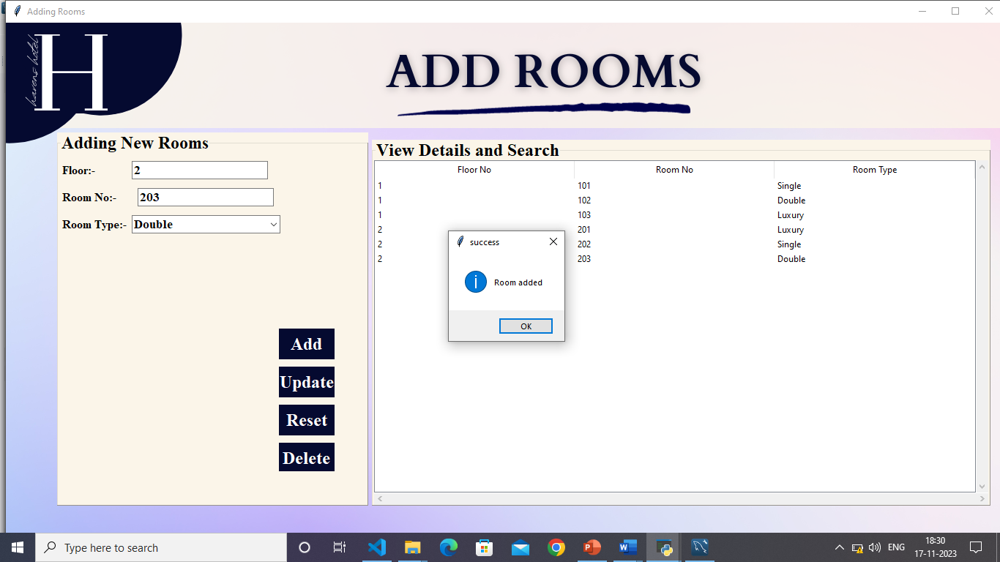 Adding Rooms
havens hotel
H
ADD ROOMS
Adding New Rooms
Floor:- 2
Room No:- 203
Room Type:- Double
Add
Update
Reset
Delete
View Details and Search
Floor No Room No Room Type
1 101 Single
1 102 Double
1 103 Luxury
2 201 Luxury
2 202 Single
2 203 Double
success
Room added
OK
Type here to search
ENG
18:30
17-11-2023